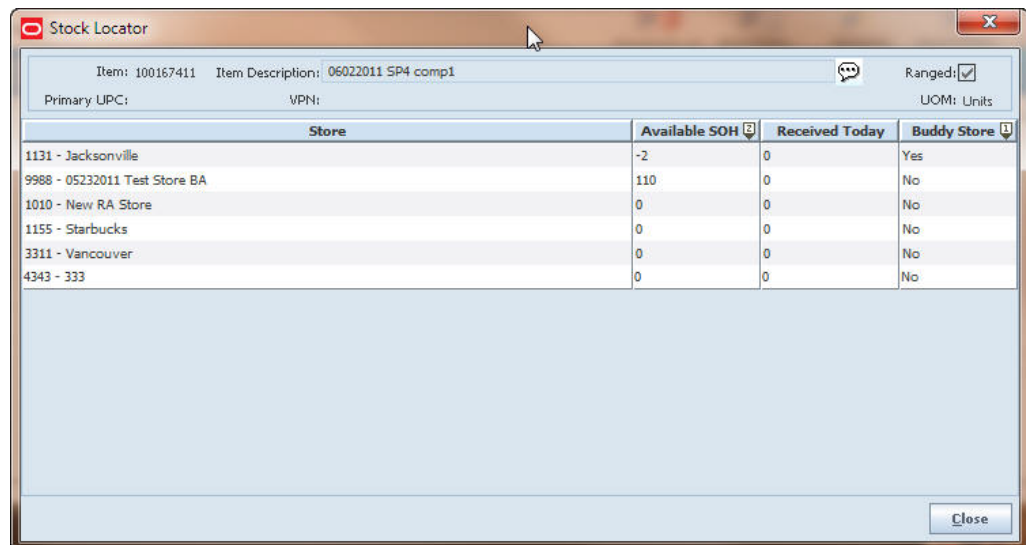 Stock Locator
Item: 100167411 Item Description: 06022011 SP4 comp1 Ranged:
Primary UPC: VPN: UOM: Units
Store Available SOH 2 Received Today Buddy Store 1
1131 - Jacksonville -2 0 Yes
9988 - 05232011 Test Store BA 110 0 No
1010 - New RA Store 0 0 No
1155 - Starbucks 0 0 No
3311 - Vancouver 0 0 No
4343 - 333 0 0 No
Close